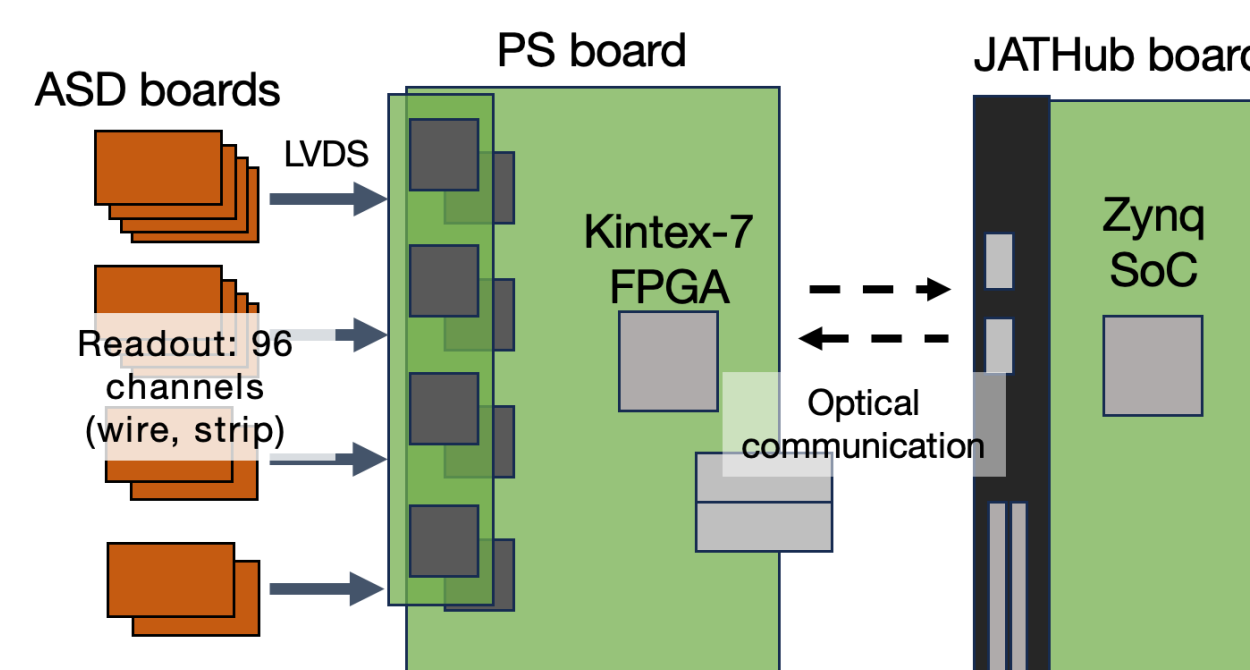 PS board
JATHub board
ASD boards
LVDS
Kintex-7
FPGA
Zynq
SoC
Readout: 96
channels
(wire, strip)
Optical
communication